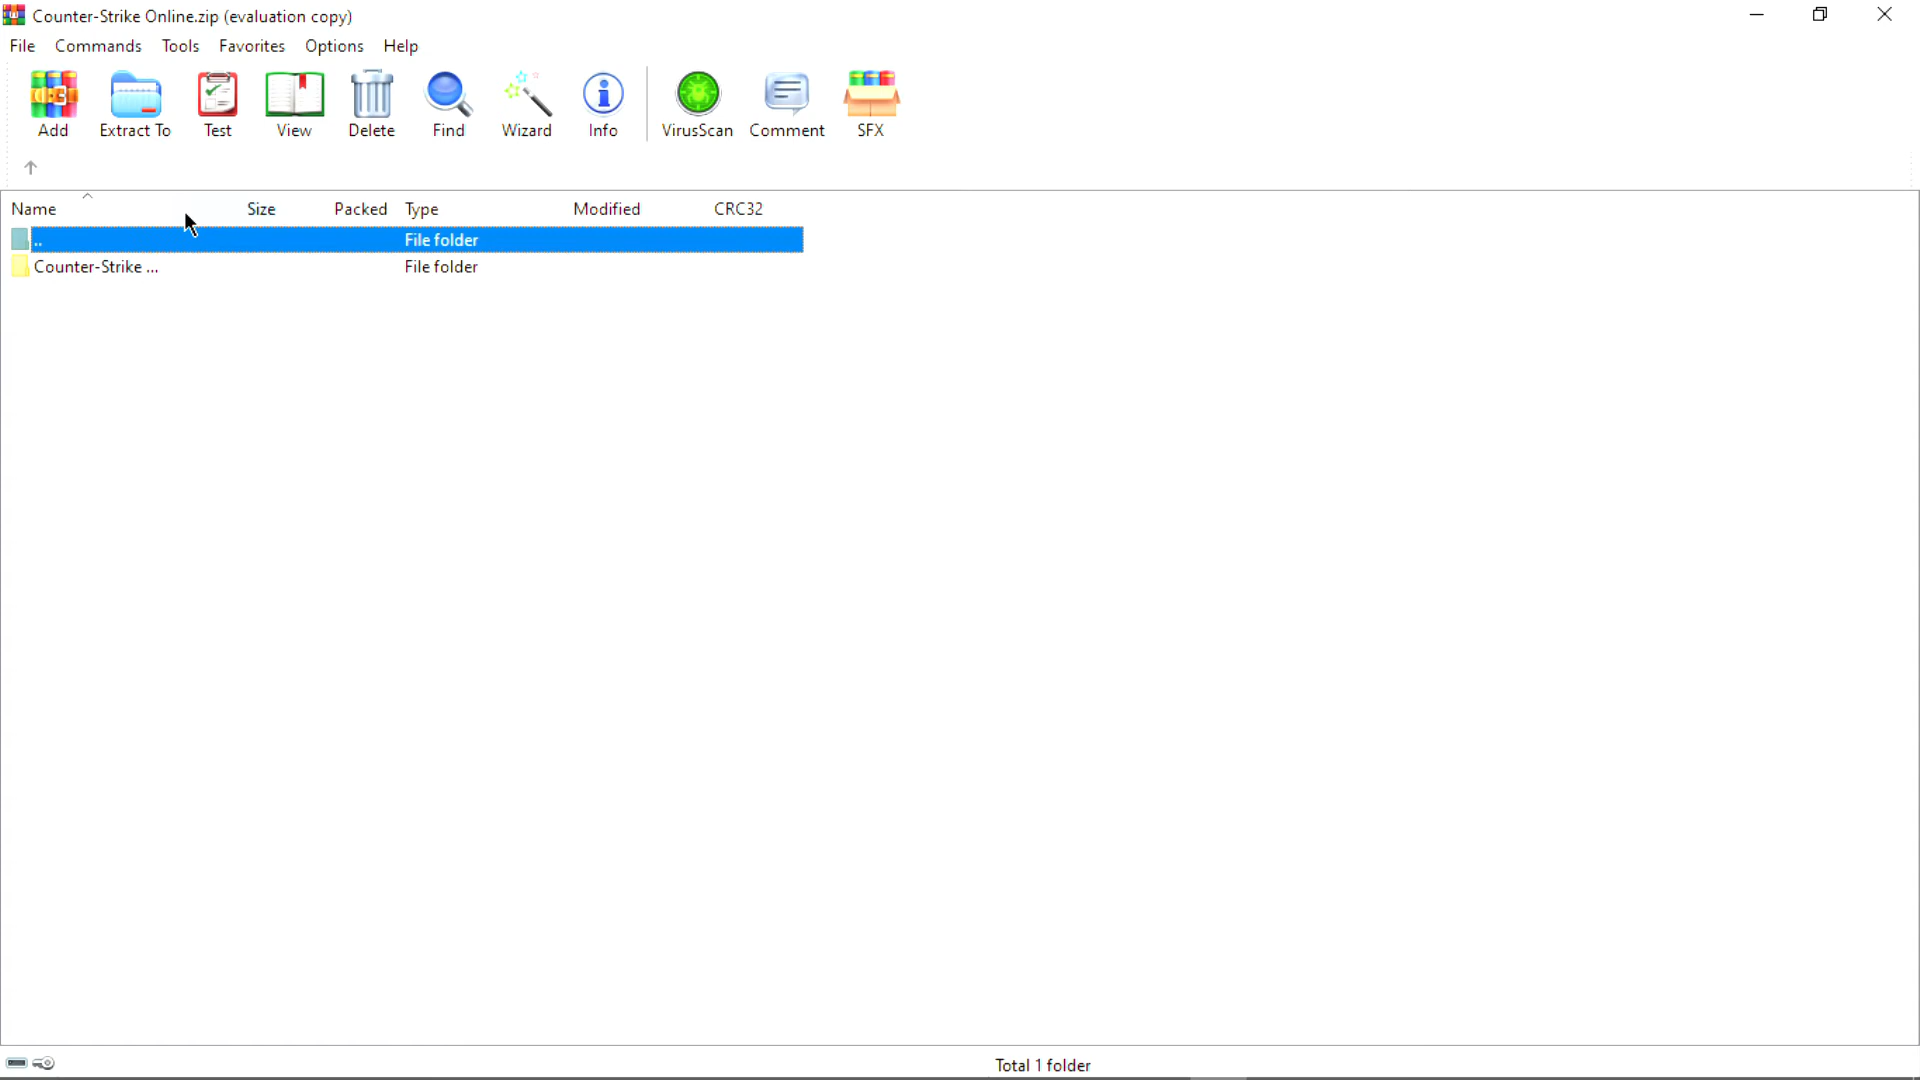 Counter-Strike Online.zip (evaluation copy)
File Commands Tools Favorites Options Help
Add Extract To Test View Delete Find Wizard Info VirusScan Comment SFX
Name Size Packed Type Modified CRC32
.. File folder
Counter-Strike ... File folder
Total 1 folder